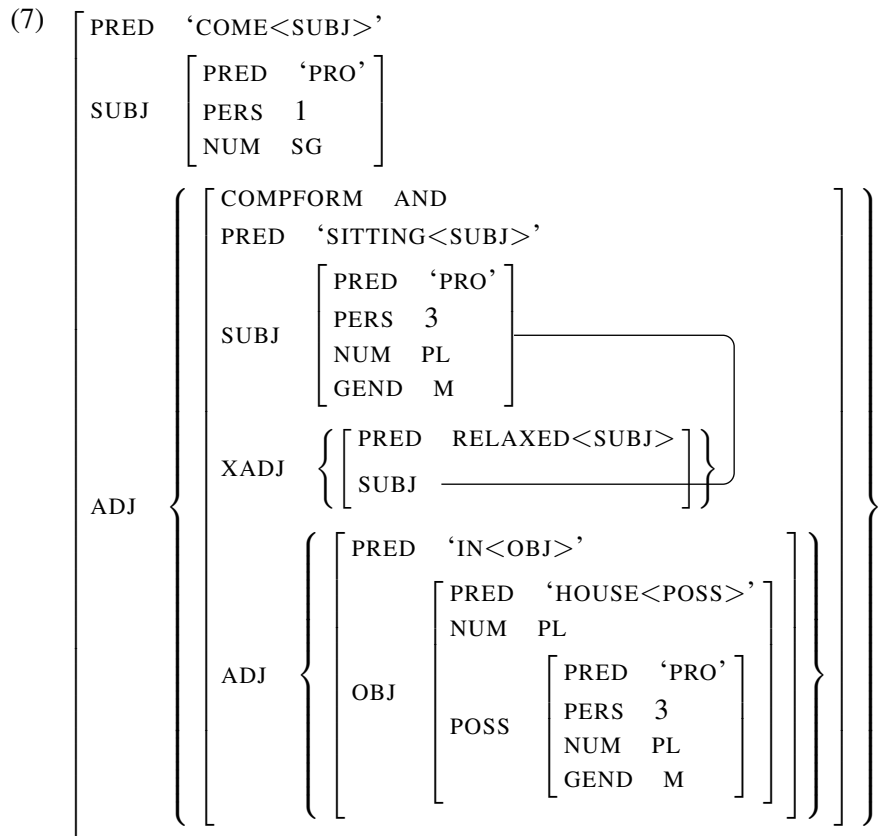 (7)
PRED ‘COME<SUBJ>’
SUBJ
PRED ‘PRO’
PERS 1
NUM SG
ADJ
COMPFORM AND
PRED ‘SITTING<SUBJ>’
SUBJ
PRED ‘PRO’
PERS 3
NUM PL
GEND M
XADJ
PRED RELAXED<SUBJ>
SUBJ
ADJ
PRED ‘IN<OBJ>’
OBJ
PRED ‘HOUSE<POSS>’
NUM PL
POSS
PRED ‘PRO’
PERS 3
NUM PL
GEND M